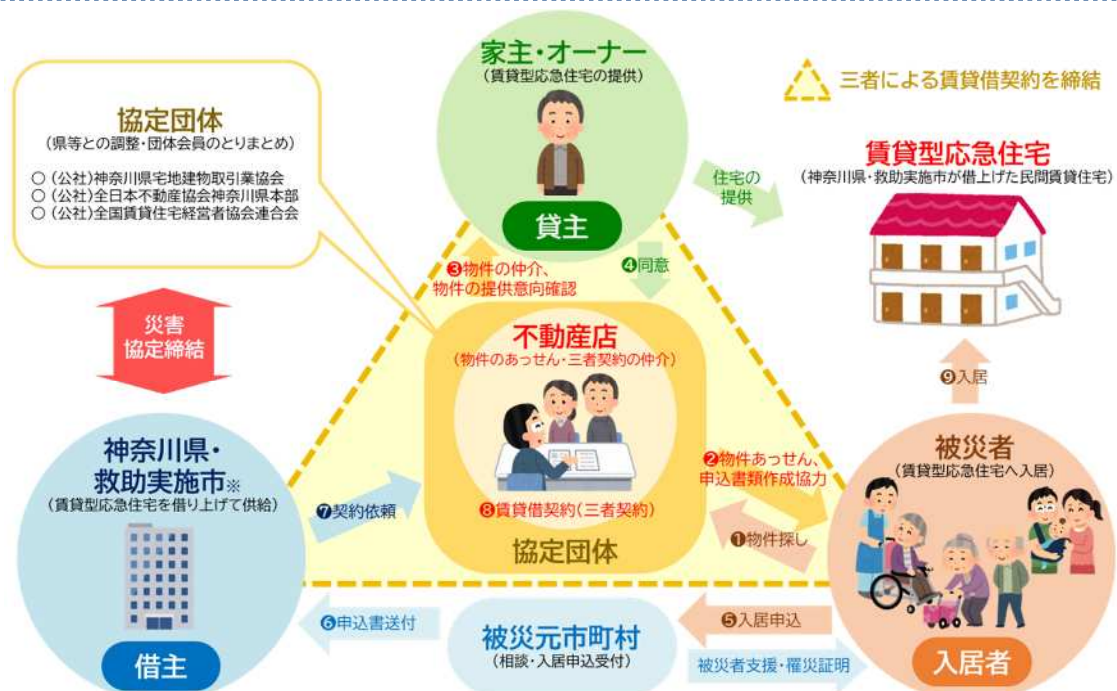 家主・オーナー
(賃貸型応急住宅の提供)
貸主
三者による賃貸借契約を締結
協定団体
(県等との調整・団体会員のとりまとめ)
○ (公社)神奈川県宅地建物取引業協会
○ (公社)全日本不動産協会神奈川県本部
○ (公社)全国賃貸住宅経営者協会連合会
賃貸型応急住宅
(神奈川県・救助実施市が借上げた民間賃貸住宅)
住宅の
提供
❸物件の仲介、
物件の提供意向確認
❹同意
災害
協定締結
不動産店
(物件のあっせん・三者契約の仲介)
❽賃貸借契約(三者契約)
協定団体
❾入居
神奈川県・
救助実施市※
(賃貸型応急住宅を借り上げて供給)
借主
❼契約依頼
❷物件あっせん、
申込書類作成協力
❶物件探し
被災者
(賃貸型応急住宅へ入居)
入居者
❻申込書送付
被災元市町村
(相談・入居申込受付)
❺入居申込
被災者支援・罹災証明